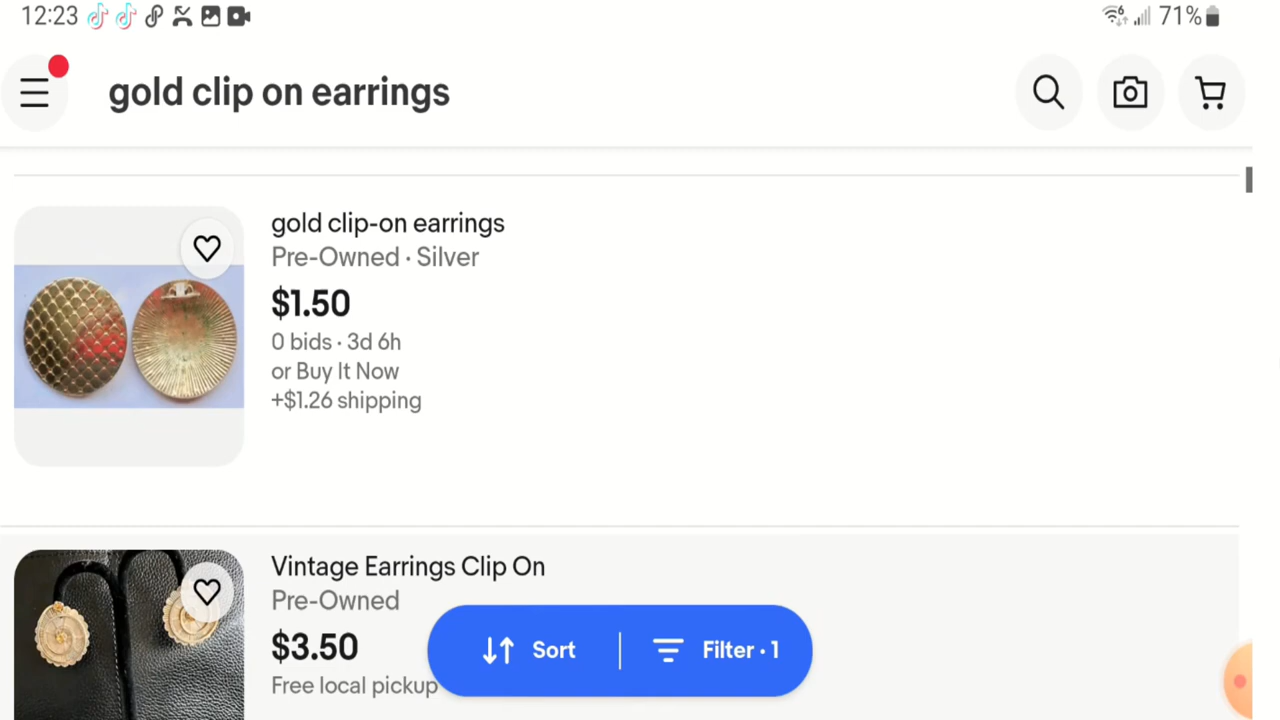 12:23
71%
gold clip on earrings
gold clip-on earrings
Pre-Owned · Silver
$1.50
0 bids · 3d 6h
or Buy It Now
+$1.26 shipping
Vintage Earrings Clip On
Pre-Owned
$3.50
Free local pickup
Sort
Filter · 1